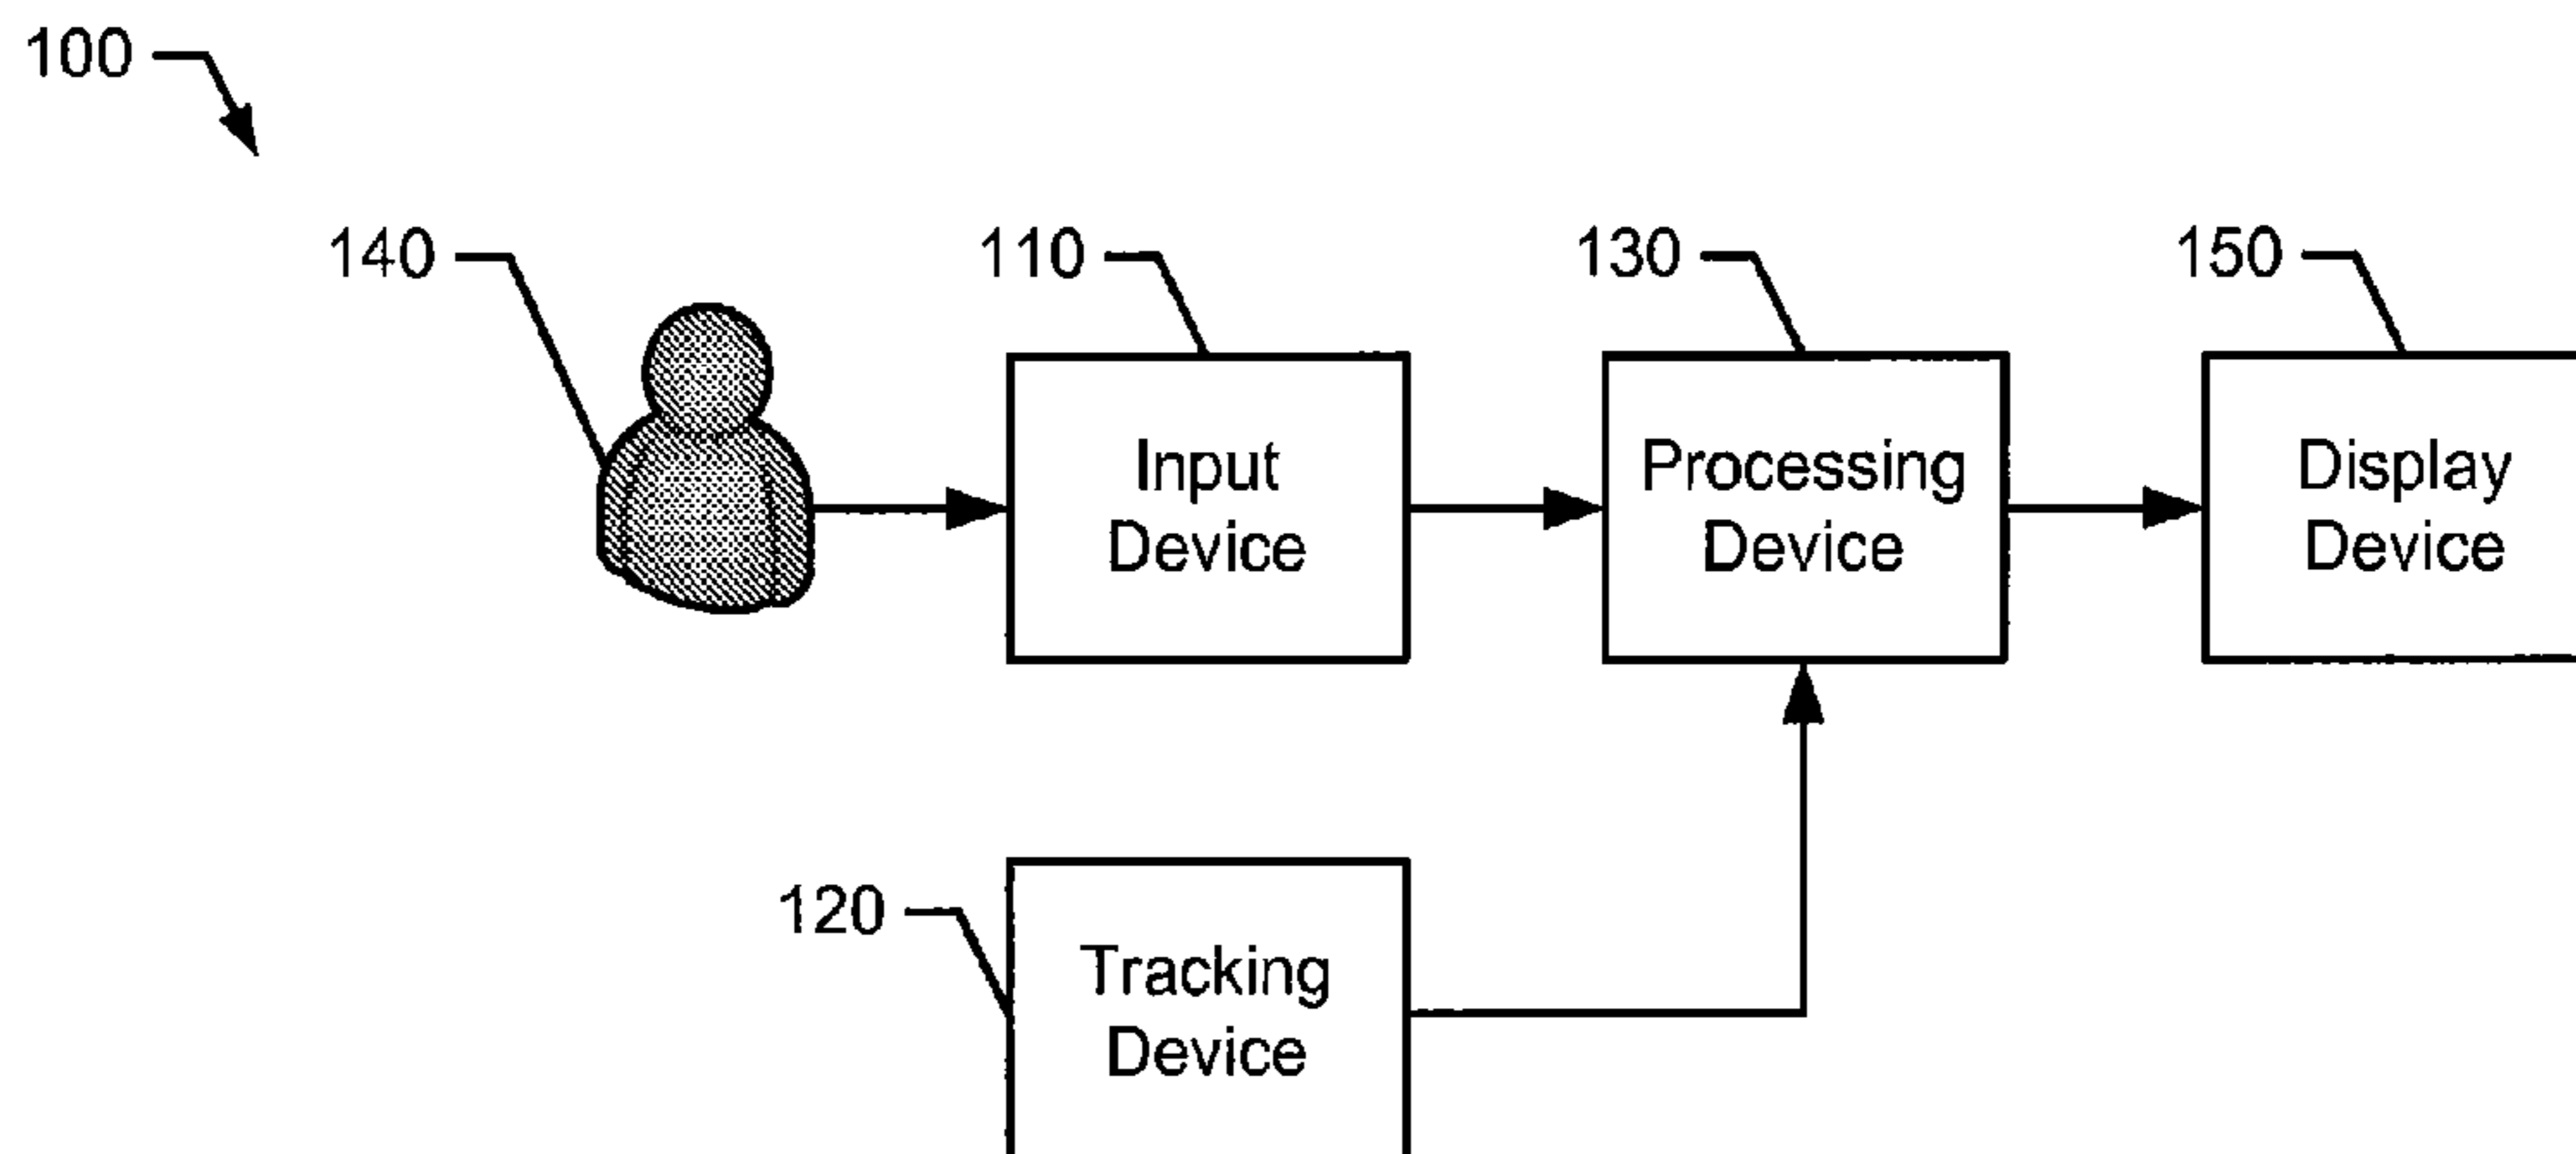 100
140
110
130
150
Input
Device
Processing
Device
Display
Device
120
Tracking
Device